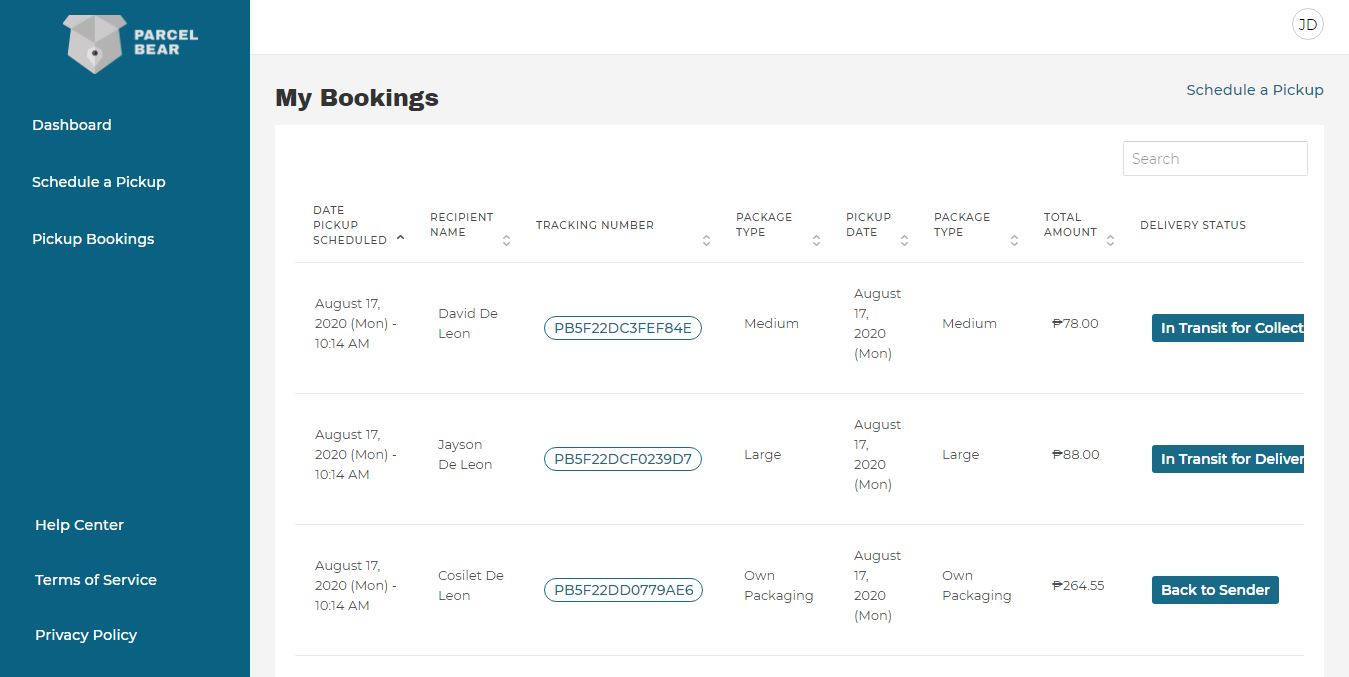 PARCEL
BEAR
JD
Dashboard
Schedule a Pickup
Pickup Bookings
Help Center
Terms of Service
Privacy Policy
My Bookings
Schedule a Pickup
Search
DATE
PICKUP
SCHEDULED
RECIPIENT
NAME
TRACKING NUMBER
PACKAGE
TYPE
PICKUP
DATE
PACKAGE
TYPE
TOTAL
AMOUNT
DELIVERY STATUS
August 17,
2020 (Mon) -
10:14 AM
David De
Leon
PB5F22DC3FEF84E
Medium
August
17,
2020
(Mon)
Medium
₱78.00
In Transit for Collect
August 17,
2020 (Mon) -
10:14 AM
Jayson
De Leon
PB5F22DCF0239D7
Large
August
17,
2020
(Mon)
Large
₱88.00
In Transit for Deliver
August 17,
2020 (Mon) -
10:14 AM
Cosilet De
Leon
PB5F22DD0779AE6
Own
Packaging
August
17,
2020
(Mon)
Own
Packaging
₱264.55
Back to Sender